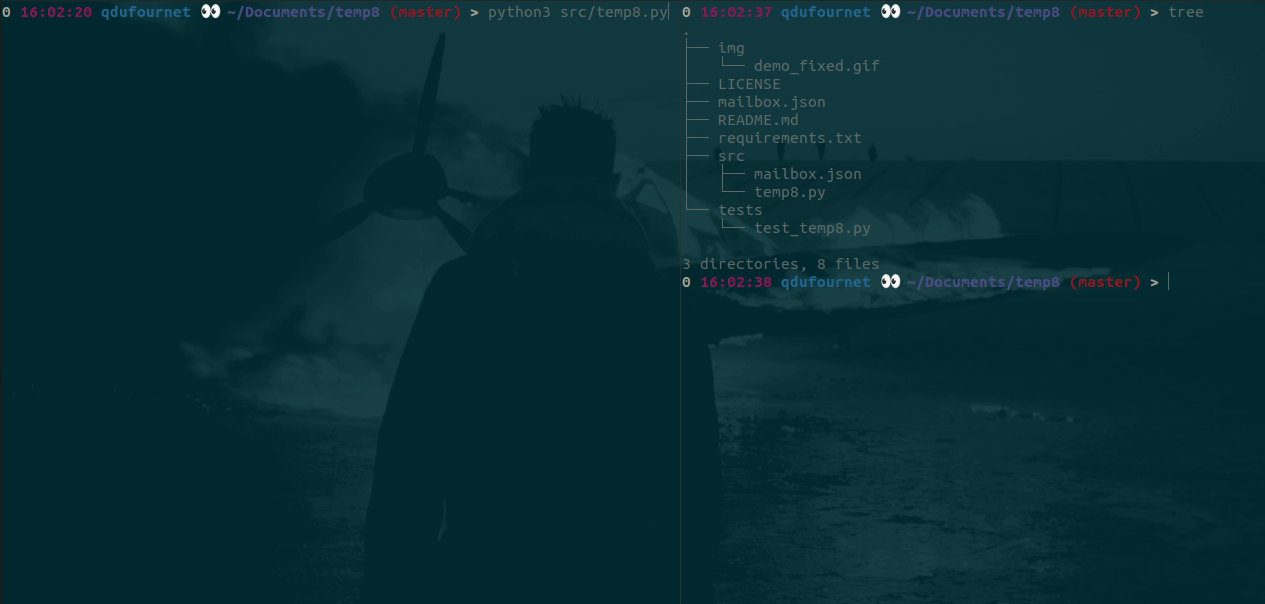 0 16:02:20 qdufournet 👀 ~/Documents/temp8 (master) > python3 src/temp8.py
0 16:02:37 qdufournet 👀 ~/Documents/temp8 (master) > tree
.
├── img
│   └── demo_fixed.gif
├── LICENSE
├── mailbox.json
├── README.md
├── requirements.txt
├── src
│   ├── mailbox.json
│   └── temp8.py
└── tests
    └── test_temp8.py
3 directories, 8 files
0 16:02:38 qdufournet 👀 ~/Documents/temp8 (master) >